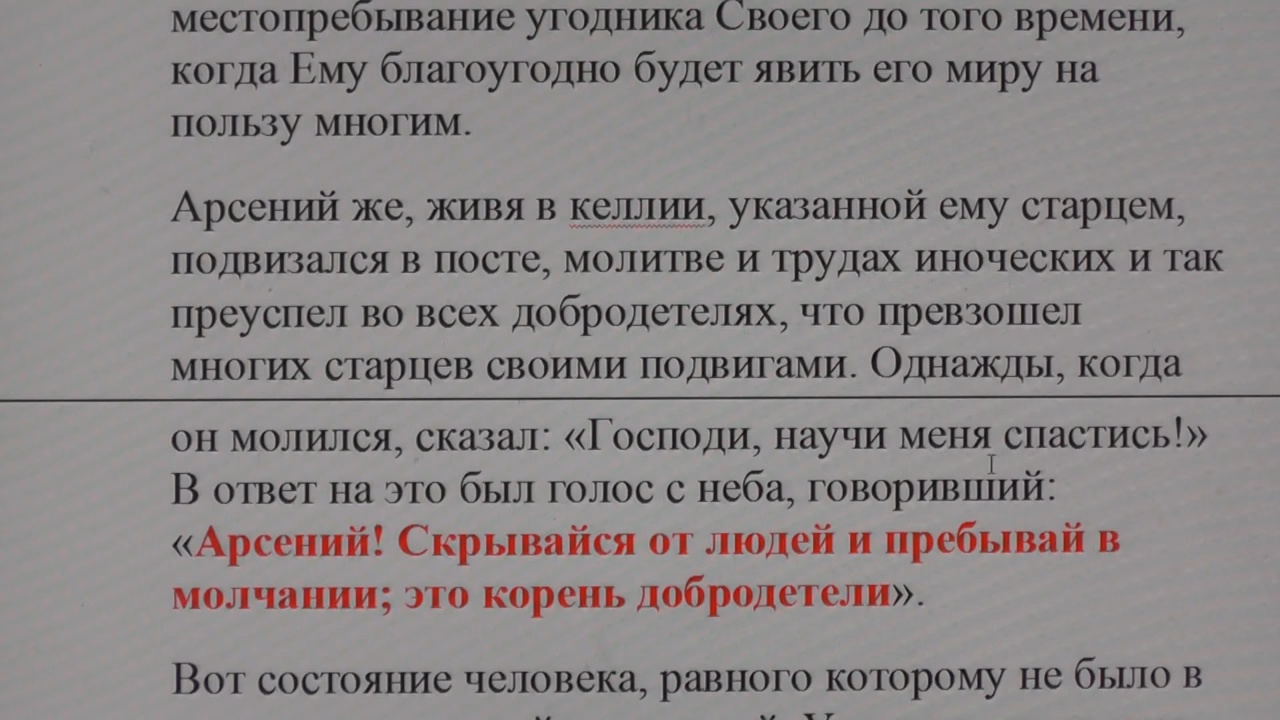 местопребывание угодника Своего до того времени,
когда Ему благоугодно будет явить его миру на
пользу многим.
Арсений же, живя в келлии, указанной ему старцем,
подвизался в посте, молитве и трудах иноческих и так
преуспел во всех добродетелях, что превзошел
многих старцев своими подвигами. Однажды, когда
он молился, сказал: «Господи, научи меня спастись!»
В ответ на это был голос с неба, говоривший:
«Арсений! Скрывайся от людей и пребывай в
молчании; это корень добродетели».
Вот состояние человека, равного которому не было в